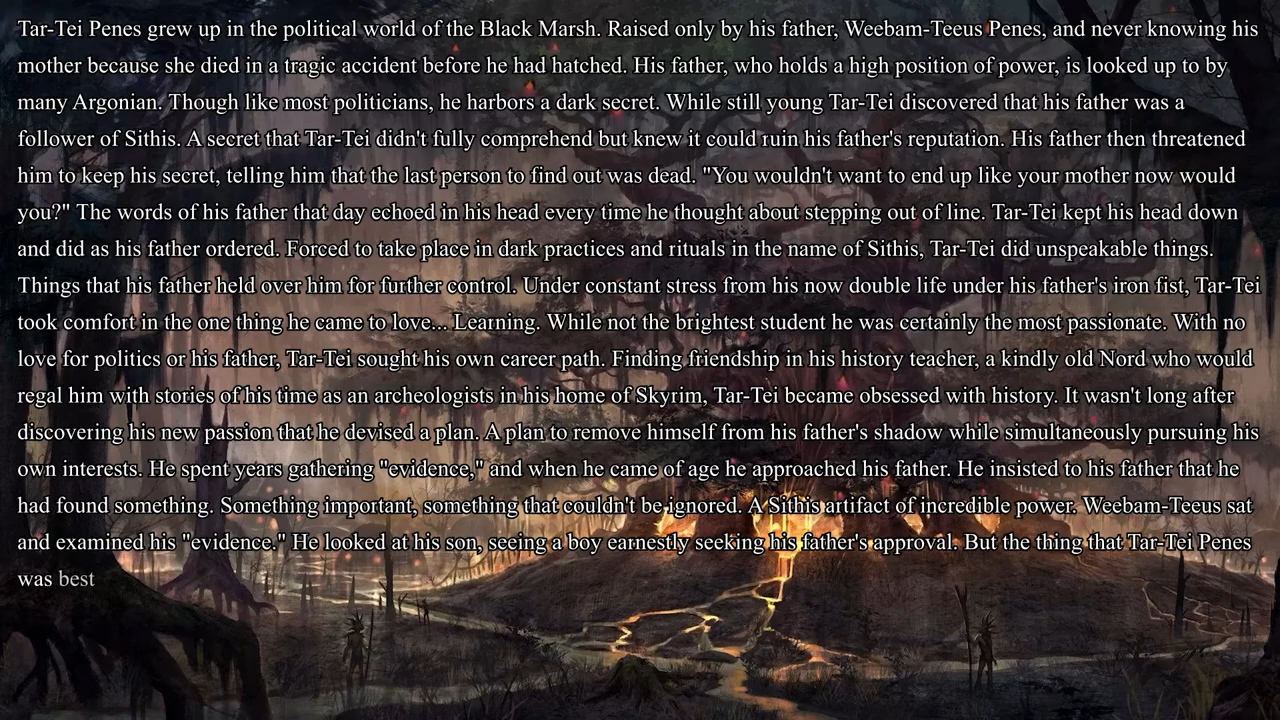 Tar-Tei Penes grew up in the political world of the Black Marsh. Raised only by his father, Weebam-Teeus Penes, and never knowing his
mother because she died in a tragic accident before he had hatched. His father, who holds a high position of power, is looked up to by
many Argonian. Though like most politicians, he harbors a dark secret. While still young Tar-Tei discovered that his father was a
follower of Sithis. A secret that Tar-Tei didn't fully comprehend but knew it could ruin his father's reputation. His father then threatened
him to keep his secret, telling him that the last person to find out was dead. "You wouldn't want to end up like your mother now would
you?" The words of his father that day echoed in his head every time he thought about stepping out of line. Tar-Tei kept his head down
and did as his father ordered. Forced to take place in dark practices and rituals in the name of Sithis, Tar-Tei did unspeakable things.
Things that his father held over him for further control. Under constant stress from his now double life under his father's iron fist, Tar-Tei
took comfort in the one thing he came to love... Learning. While not the brightest student he was certainly the most passionate. With no
love for politics or his father, Tar-Tei sought his own career path. Finding friendship in his history teacher, a kindly old Nord who would
regal him with stories of his time as an archeologists in his home of Skyrim, Tar-Tei became obsessed with history. It wasn't long after
discovering his new passion that he devised a plan. A plan to remove himself from his father's shadow while simultaneously pursuing his
own interests. He spent years gathering "evidence," and when he came of age he approached his father. He insisted to his father that he
had found something. Something important, something that couldn't be ignored. A Sithis artifact of incredible power. Weebam-Teeus sat
and examined his "evidence." He looked at his son, seeing a boy earnestly seeking his father's approval. But the thing that Tar-Tei Penes
was best